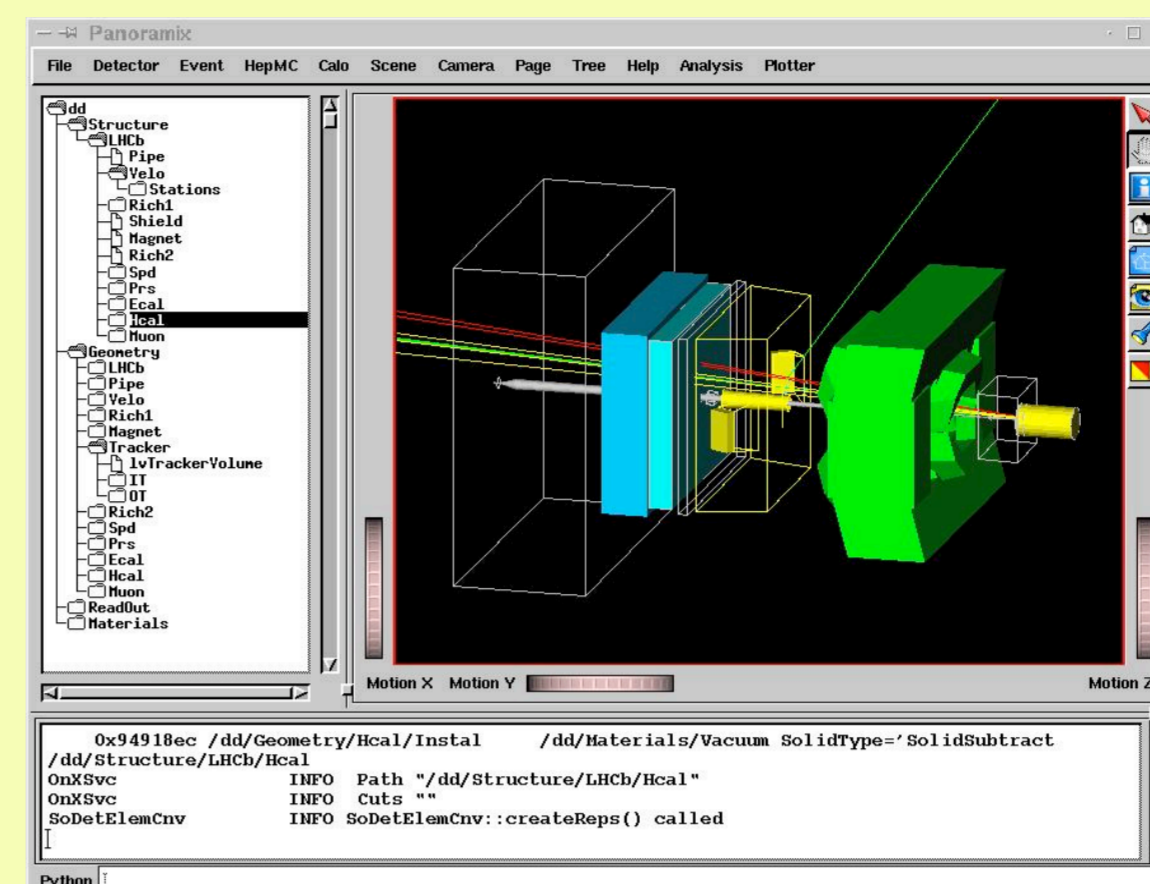 Panoramix
File Detector Event HepMC Calo Scene Camera Page Tree Help Analysis Plotter
dd
Structure
LHCb
Pipe
Velo
Stations
Rich1
Shield
Magnet
Rich2
Spd
Prs
Ecal
Hcal
Muon
Geometry
LHCb
Pipe
Velo
Rich1
Magnet
Tracker
lvTrackerVolume
IT
OT
Rich2
Spd
Prs
Ecal
Hcal
Muon
ReadOut
Materials
Motion X Motion Y Motion Z
0x94918ec /dd/Geometry/Hcal/Instal /dd/Materials/Vacuum SolidType='SolidSubtract
/dd/Structure/LHCb/Hcal
OnXSvc INFO Path "/dd/Structure/LHCb/Hcal"
OnXSvc INFO Cuts ""
SoDetElemCnv INFO SoDetElemCnv::createReps() called
Python